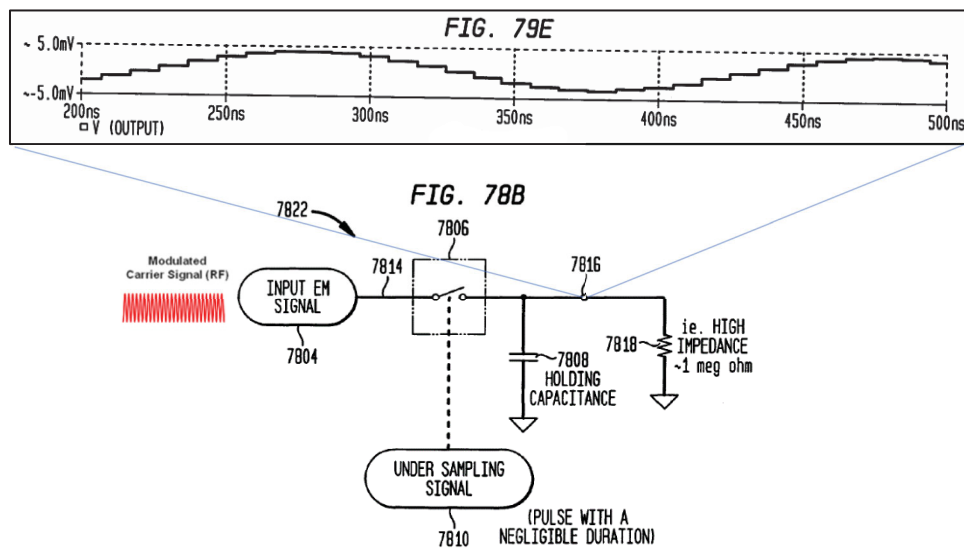 FIG. 79E
~ 5.0mV
~-5.0mV
200ns 250ns 300ns 350ns 400ns 450ns 500ns
V (OUTPUT)
FIG. 78B
7822
7806
Modulated
Carrier Signal (RF)
7814
7816
INPUT EM
SIGNAL
7804
7808
HOLDING
CAPACITANCE
7818
ie. HIGH
IMPEDANCE
~1 meg ohm
UNDER SAMPLING
SIGNAL
7810
(PULSE WITH A
NEGLIGIBLE DURATION)